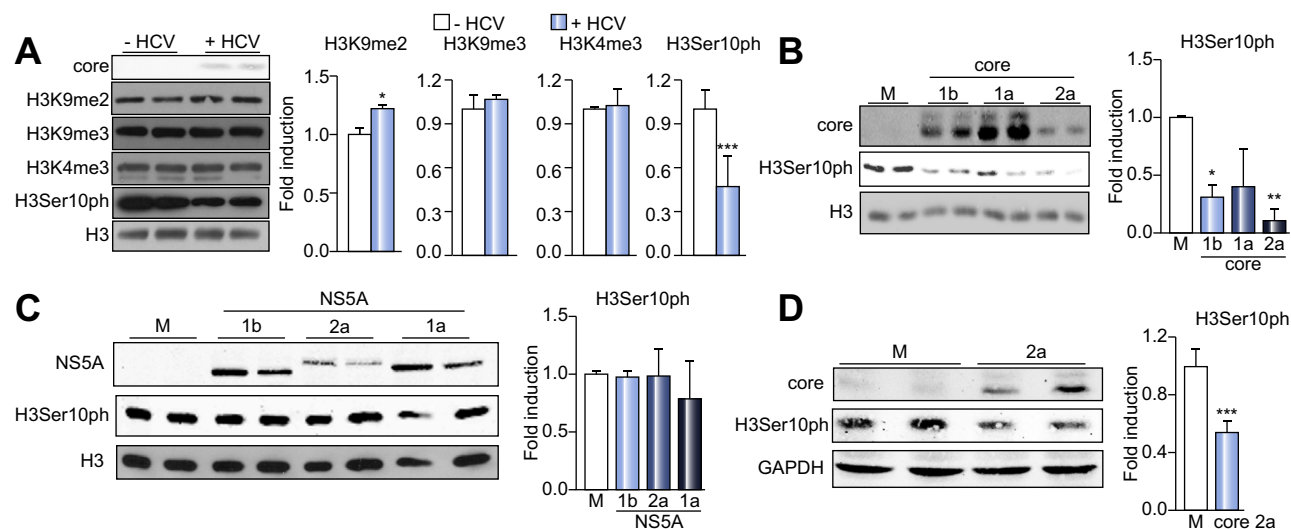 - HCV + HCV
A
- HCV + HCV
core
H3K9me2
H3K9me3
H3K4me3
H3Ser10ph
H3
H3K9me2
Fold induction
1.5
1.0
0.5
0.0
*
H3K9me3
1.2
0.9
0.6
0.3
0.0
H3K4me3
1.2
0.9
0.6
0.3
0.0
H3Ser10ph
1.2
0.9
0.6
0.3
0.0
***
B
core
M 1b 1a 2a
core
H3Ser10ph
H3
H3Ser10ph
Fold induction
1.5
1.0
0.5
0.0
* **
M 1b 1a 2a
core
C
NS5A
M 1b 2a 1a
NS5A
H3Ser10ph
H3
H3Ser10ph
Fold induction
1.5
1.0
0.5
0.0
M 1b 2a 1a
NS5A
D
M 2a
core
H3Ser10ph
GAPDH
H3Ser10ph
Fold induction
1.2
0.8
0.4
0.0
***
M core 2a